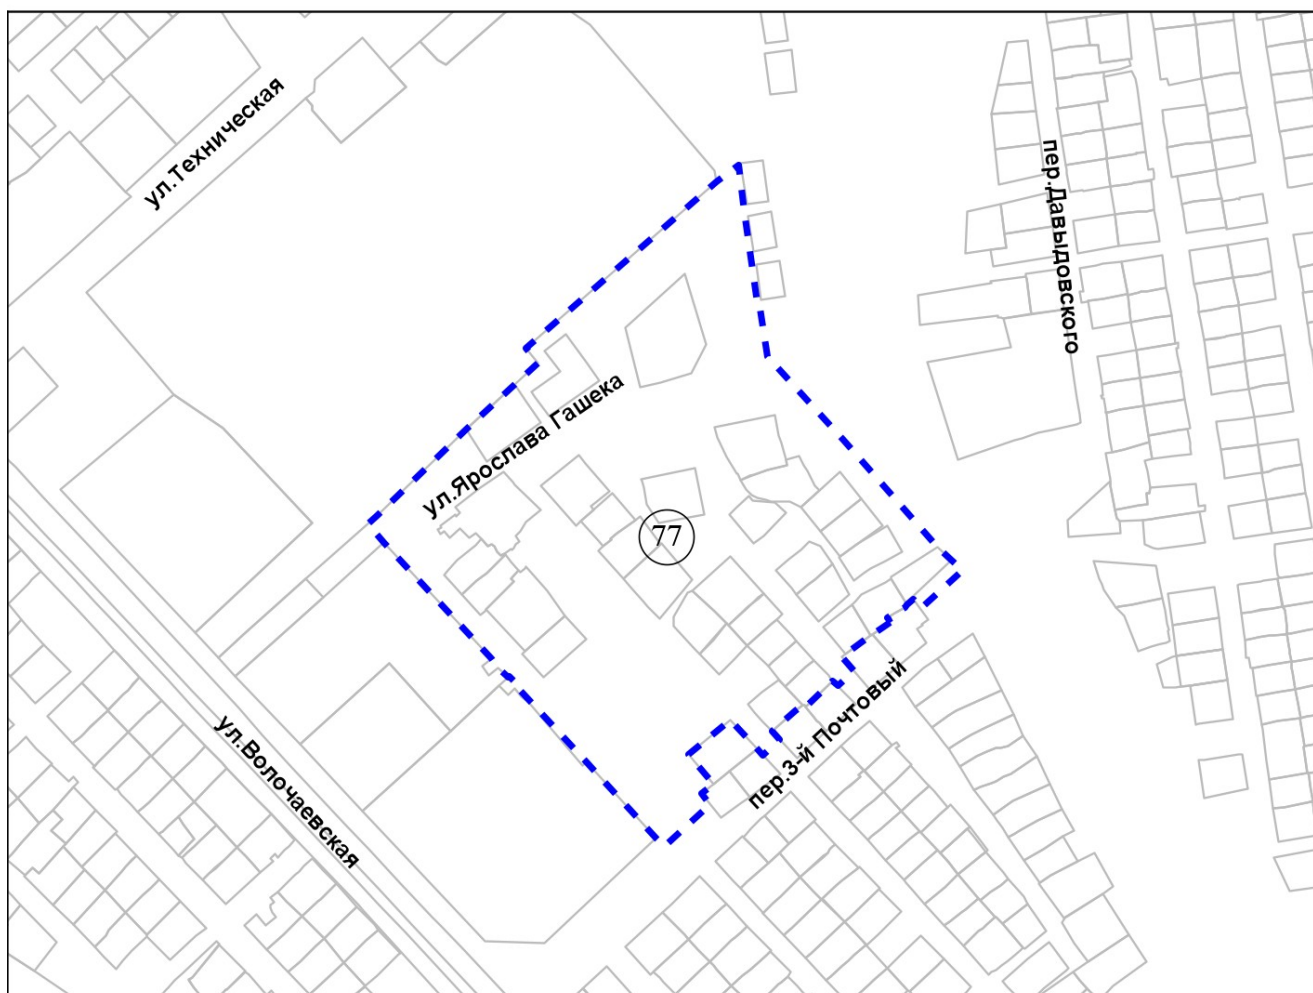 ул.Техническая
пер.Давыдовского
ул.Ярослава Гашека
77
пер.3-й Почтовый
ул.Волочаевская